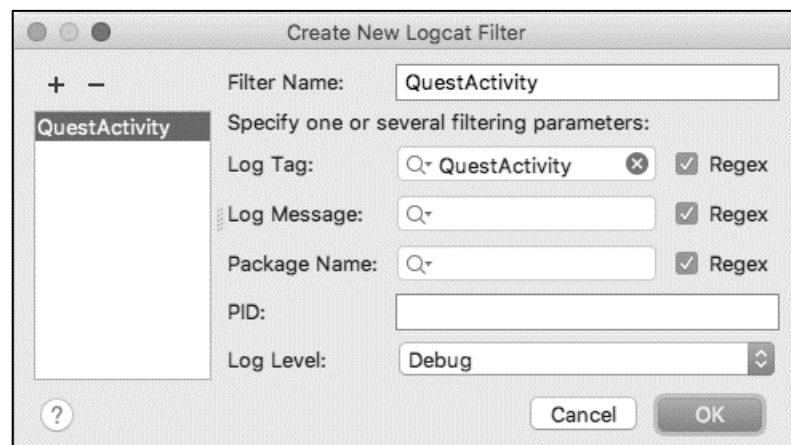 Create New Logcat Filter
+ −
Filter Name: QuestActivity
QuestActivity
Specify one or several filtering parameters:
Log Tag: QuestActivity Regex
Log Message: Regex
Package Name: Regex
PID:
Log Level: Debug
? Cancel OK